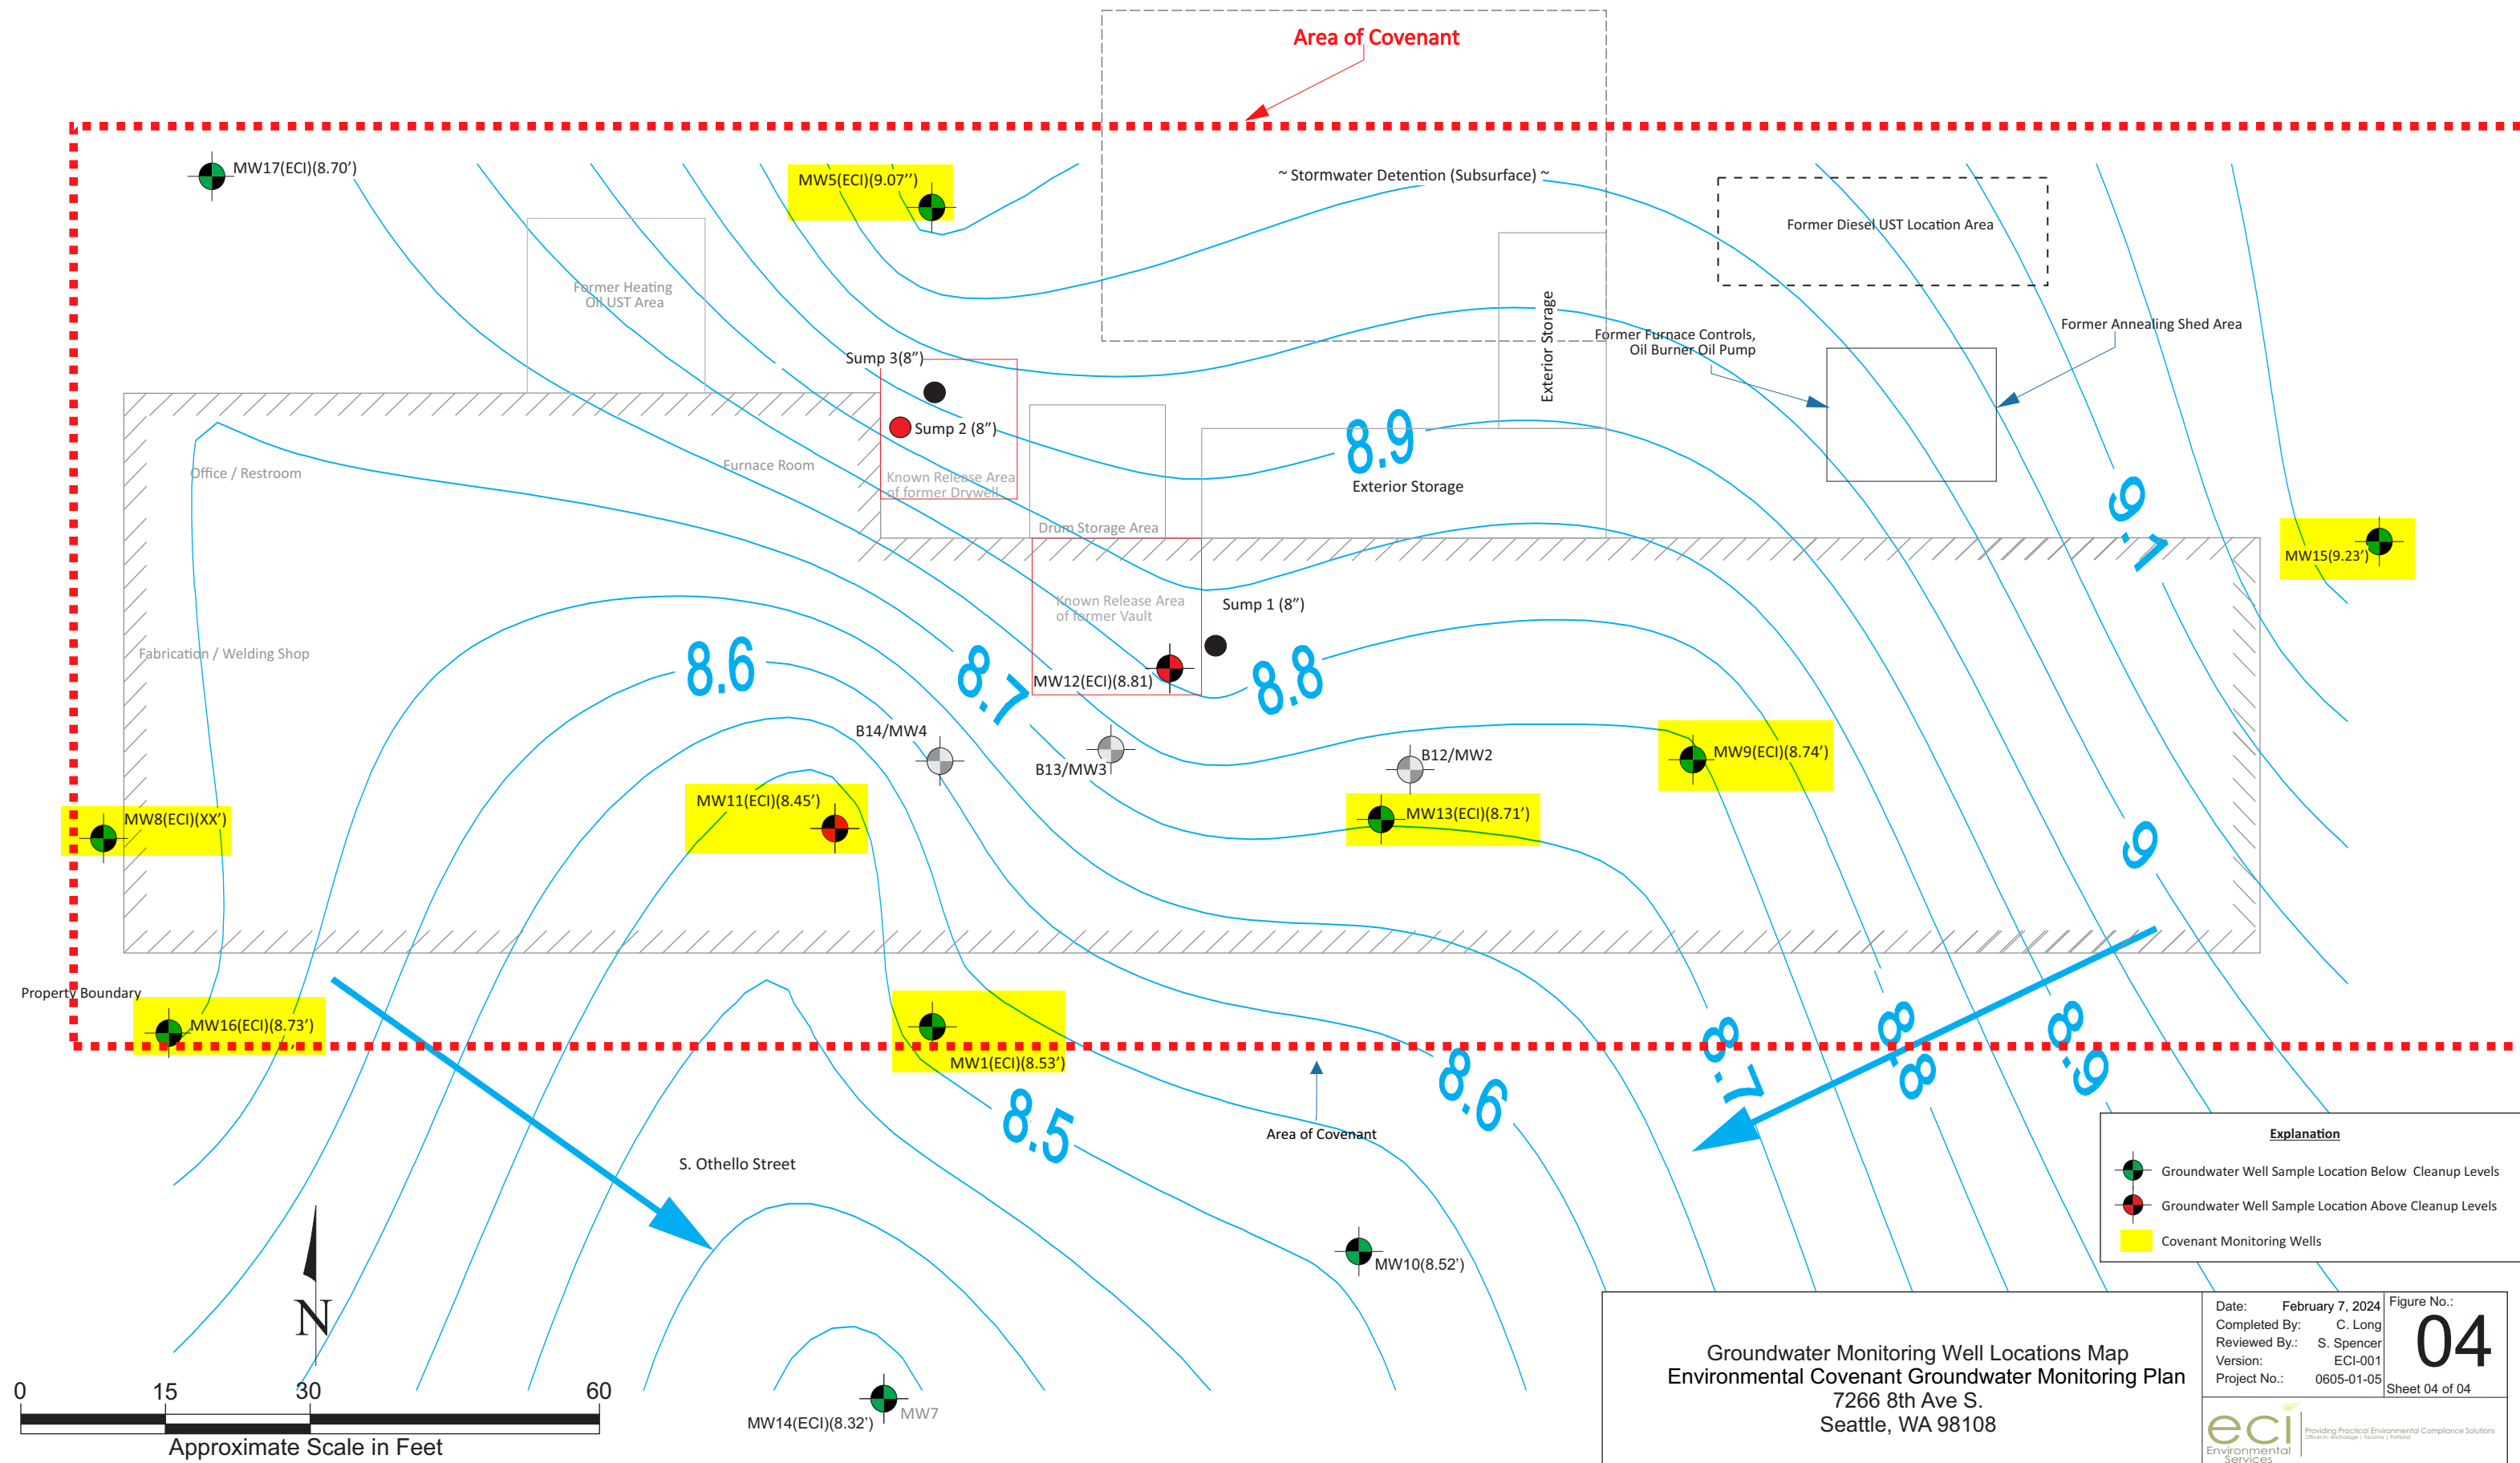 Area of Covenant
MW17(ECI)(8.70’)
MW5(ECI)(9.07’’)
~ Stormwater Detention (Subsurface) ~
Former Diesel UST Location Area
Former Heating
Oil UST Area
Exterior Storage
Former Furnace Controls,
Oil Burner Oil Pump
Former Annealing Shed Area
Sump 3(8”)
Sump 2 (8”)
8.9
Office / Restroom
Furnace Room
Known Release Area
of former Drywell
Exterior Storage
9.1
Drum Storage Area
MW15(9.23’)
Known Release Area
of former Vault
Sump 1 (8”)
Fabrication / Welding Shop
8.6
8.7
MW12(ECI)(8.81)
8.8
B14/MW4
B13/MW3
B12/MW2
MW9(ECI)(8.74’)
MW11(ECI)(8.45’)
MW8(ECI)(XX’)
MW13(ECI)(8.71’)
9
Property Boundary
MW16(ECI)(8.73’)
MW1(ECI)(8.53’)
8.7
8.8
8.9
8.6
8.5
Area of Covenant
S. Othello Street
Explanation
Groundwater Well Sample Location Below Cleanup Levels
Groundwater Well Sample Location Above Cleanup Levels
Covenant Monitoring Wells
MW10(8.52’)
N
0 15 30 60
Approximate Scale in Feet
MW14(ECI)(8.32’)
MW7
Groundwater Monitoring Well Locations Map
Environmental Covenant Groundwater Monitoring Plan
7266 8th Ave S.
Seattle, WA 98108
Date: February 7, 2024
Completed By: C. Long
Reviewed By.: S. Spencer
Version: ECI-001
Project No.: 0605-01-05
Figure No.:
04
Sheet 04 of 04
eci
Environmental
Services
Providing Practical Environmental Compliance Solutions
Offices in: Anchorage | Tacoma | Portland